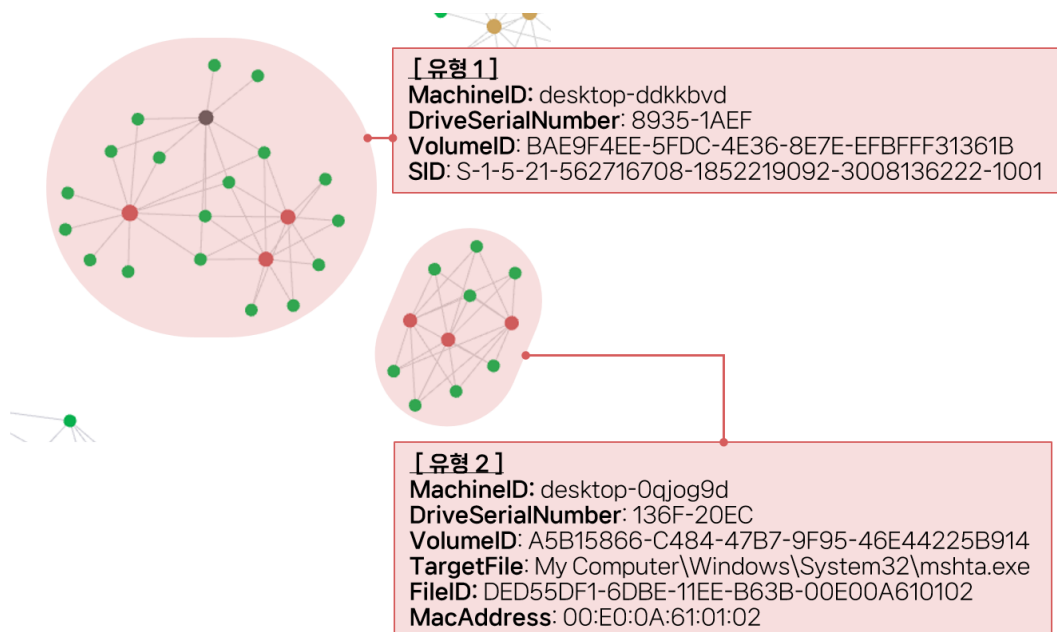 [ 유형 1 ]
MachineID: desktop-ddkkbvd
DriveSerialNumber: 8935-1AEF
VolumeID: BAE9F4EE-5FDC-4E36-8E7E-EFBFFF31361B
SID: S-1-5-21-562716708-1852219092-3008136222-1001
[ 유형 2 ]
MachineID: desktop-0qjog9d
DriveSerialNumber: 136F-20EC
VolumeID: A5B15866-C484-47B7-9F95-46E44225B914
TargetFile: My Computer\Windows\System32\mshta.exe
FileID: DED55DF1-6DBE-11EE-B63B-00E00A610102
MacAddress: 00:E0:0A:61:01:02